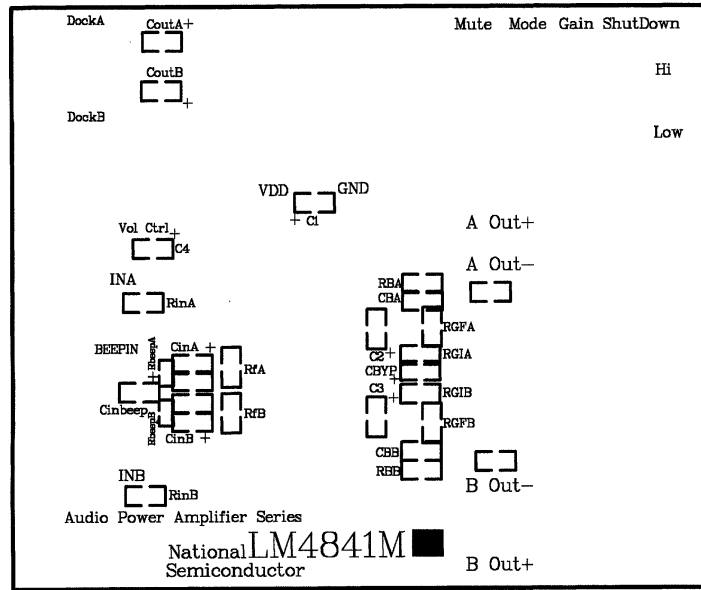 DockA
CoutA+
Mute Mode Gain ShutDown
CoutB
+
Hi
DockB
Low
VDD GND
+ C1
Vol Ctrl+
C4
A Out+
A Out-
INA
RinA
RBA
CBA
RGFA
BEEPIN
RbeepA
CinA +
RfA
C2+
RGIA
CBYP
+
C3 +
RGIB
+
Cinbeep
RbeepB
CinB +
RfB
RGFB
CBB
RBB
INB
RinB
B Out-
Audio Power Amplifier Series
National LM4841M
Semiconductor
B Out+